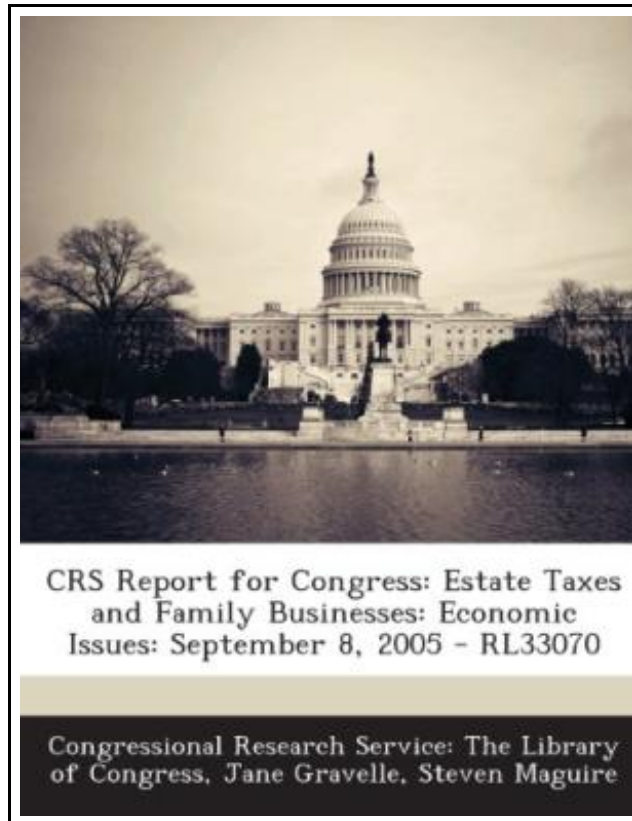 CRS Report for Congress: Estate Taxes
and Family Businesses: Economic
Issues: September 8, 2005 - RL33070
Congressional Research Service: The Library
of Congress, Jane Gravelle, Steven Maguire